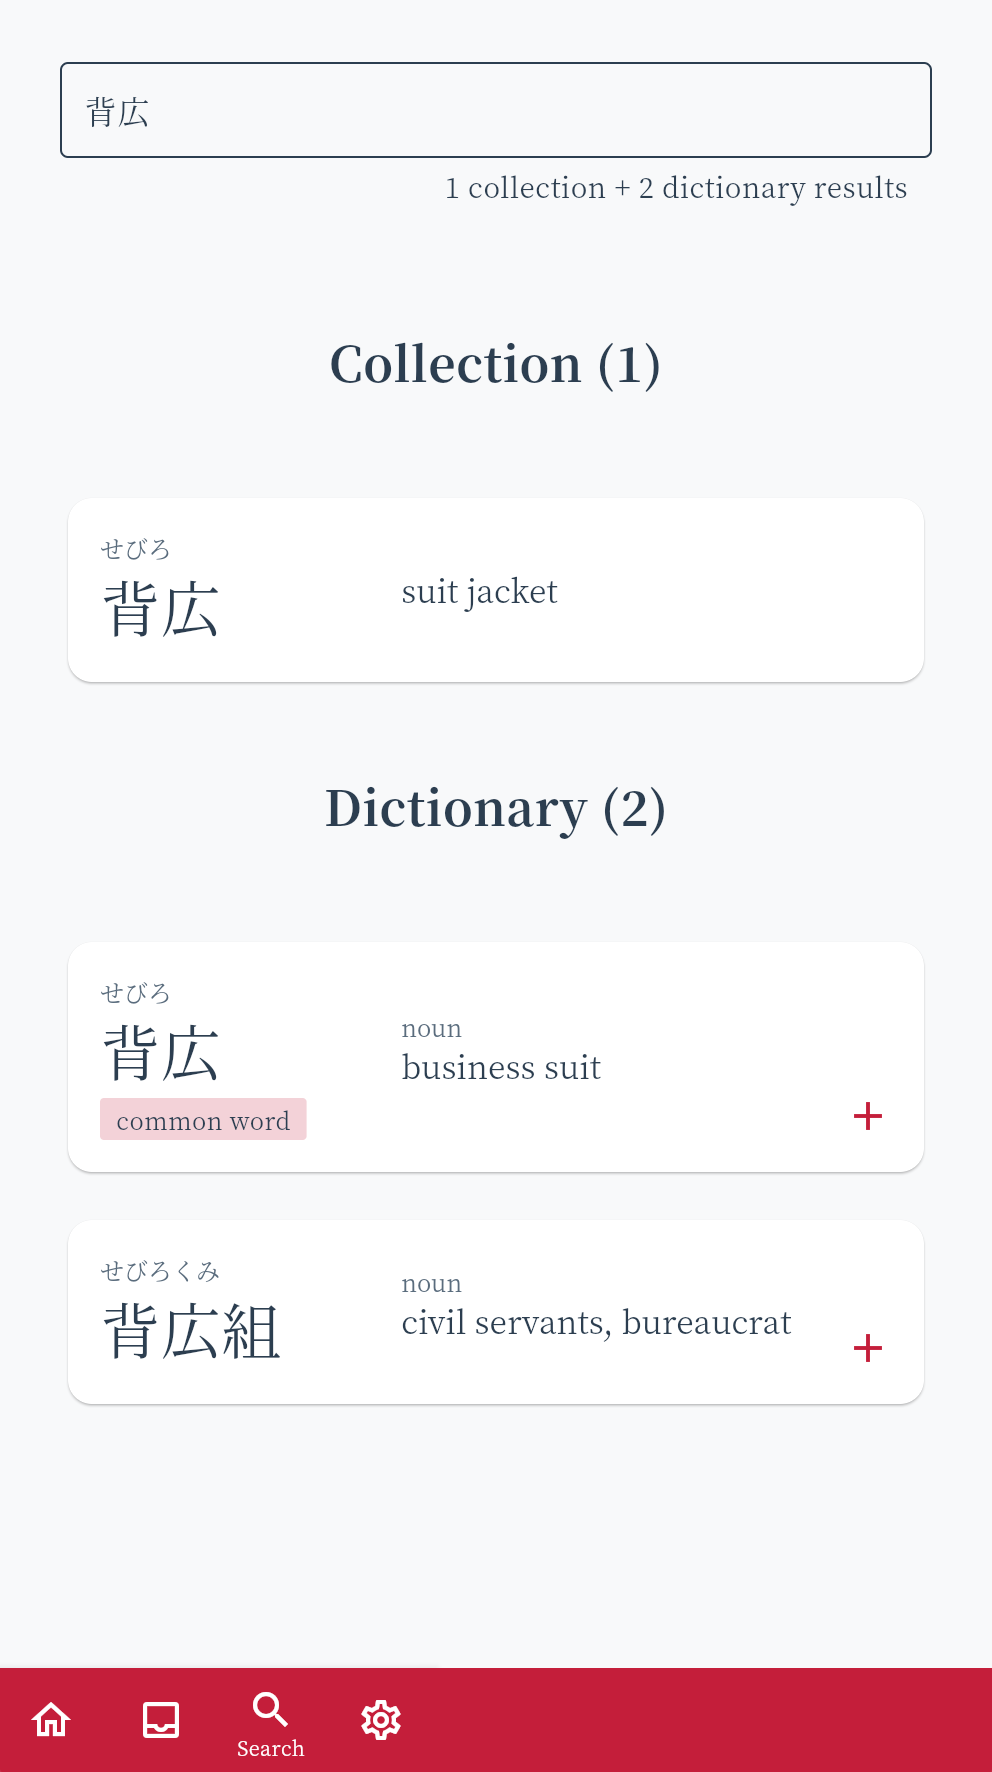 背広
1 collection + 2 dictionary results
Collection (1)
せびろ
背広
suit jacket
Dictionary (2)
せびろ
背広
common word
noun
business suit
せびろくみ
背広組
noun
civil servants, bureaucrat
Search